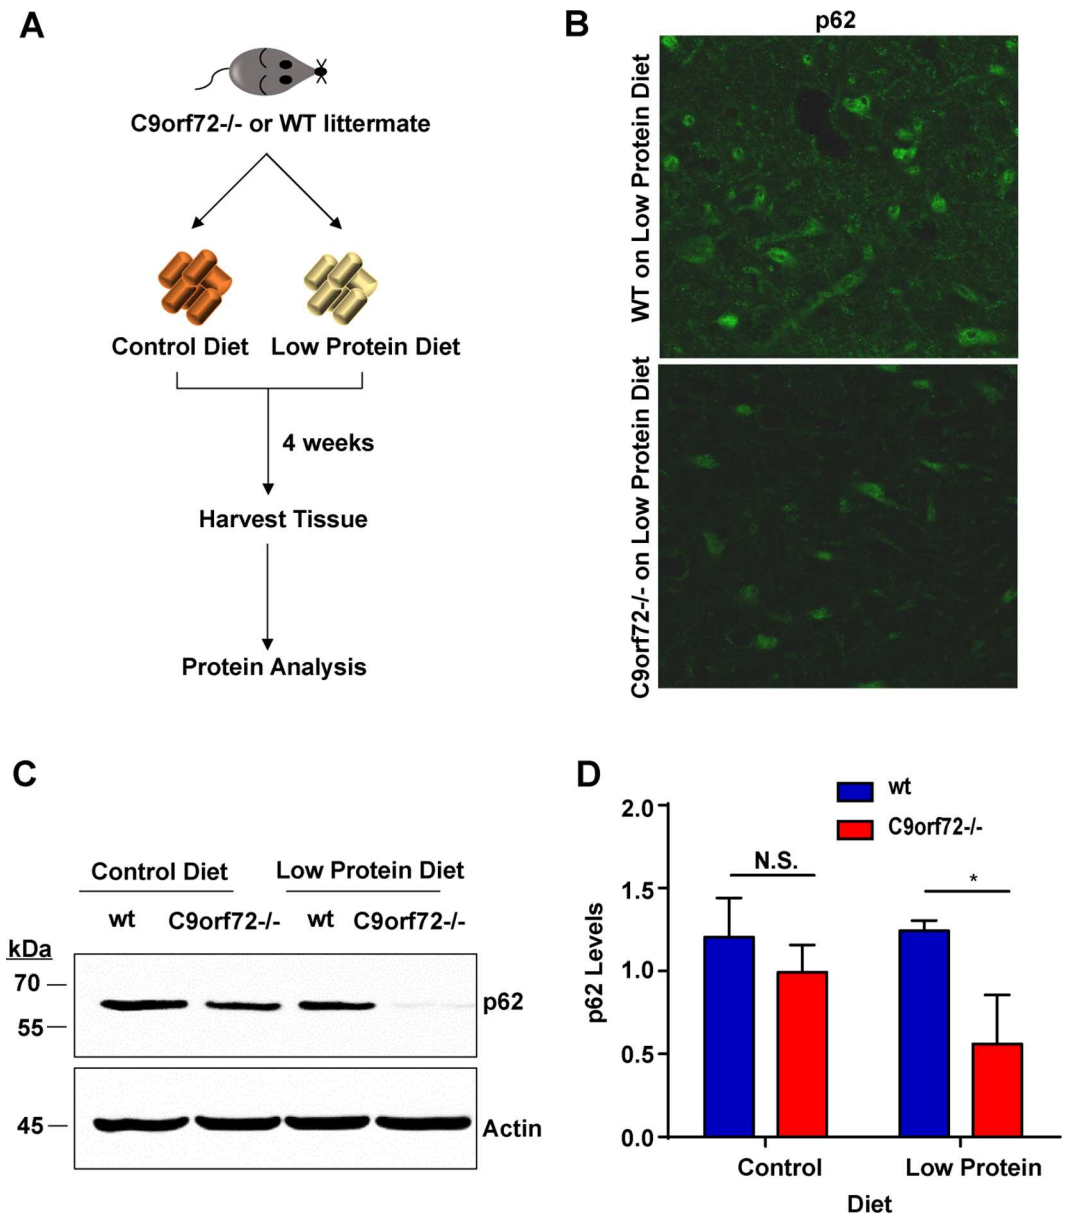 A
C9orf72-/- or WT littermate
Control Diet
Low Protein Diet
4 weeks
Harvest Tissue
Protein Analysis
B
p62
WT on Low Protein Diet
C9orf72-/- on Low Protein Diet
C
Control Diet
Low Protein Diet
wt
C9orf72-/-
wt
C9orf72-/-
kDa
70
55
p62
45
Actin
D
wt
C9orf72-/-
2.0
1.5
1.0
0.5
0.0
p62 Levels
N.S.
*
Control
Low Protein
Diet